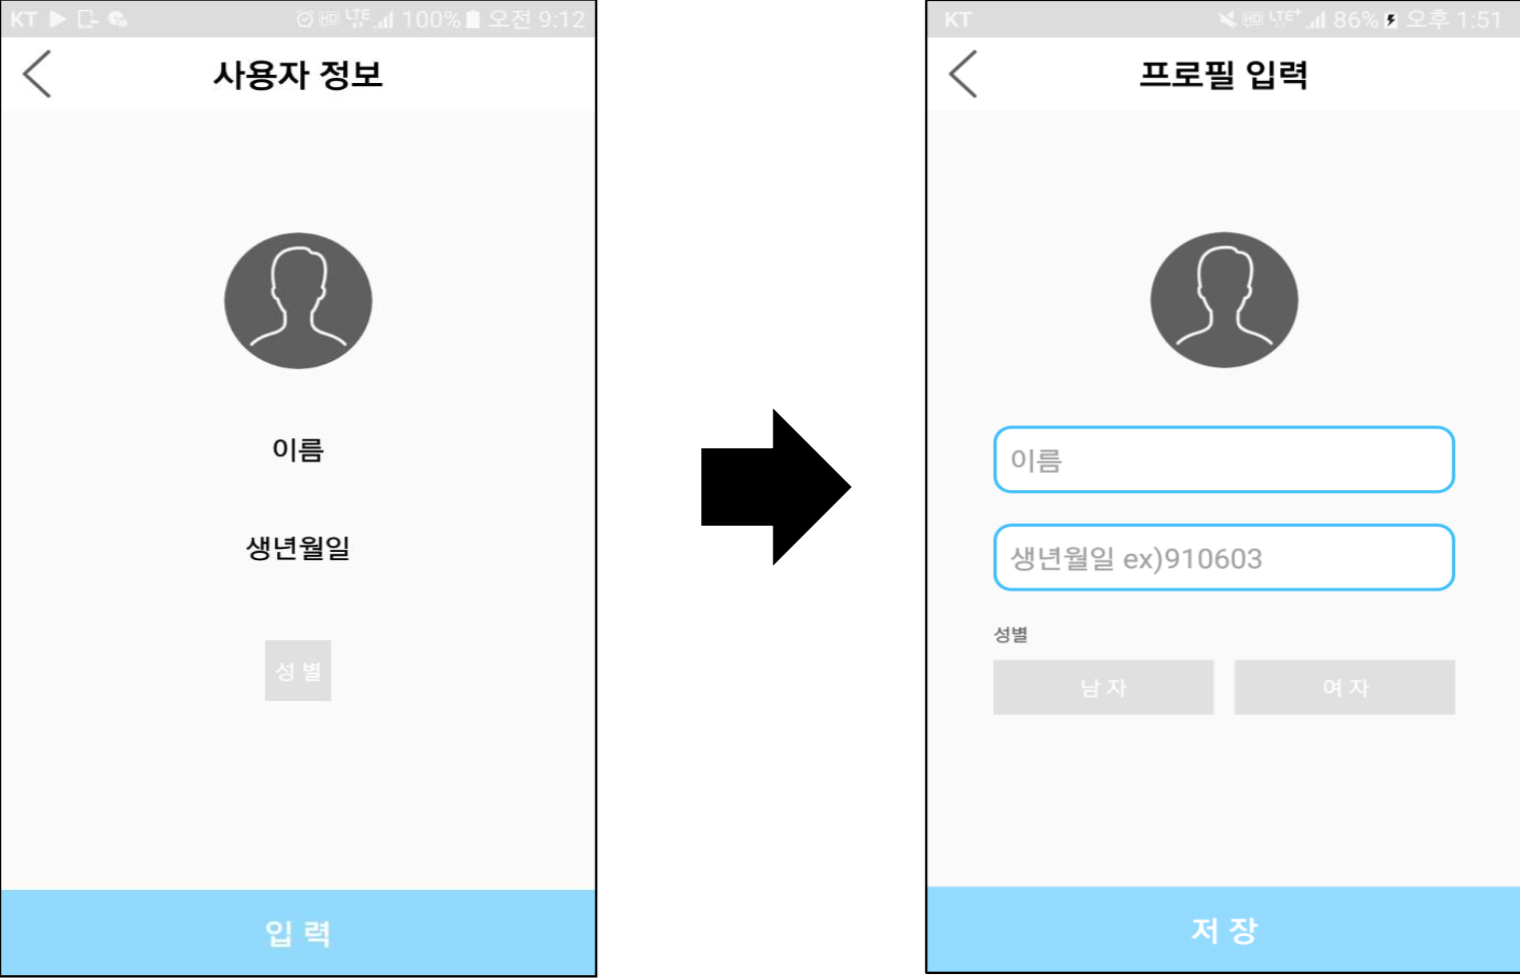 KT LTE 100% 오전 9:12
사용자 정보
이름
생년월일
성 별
입 력
KT HD LTE+ 86% 오후 1:51
프로필 입력
이름
생년월일 ex)910603
성별
남 자 여 자
저 장